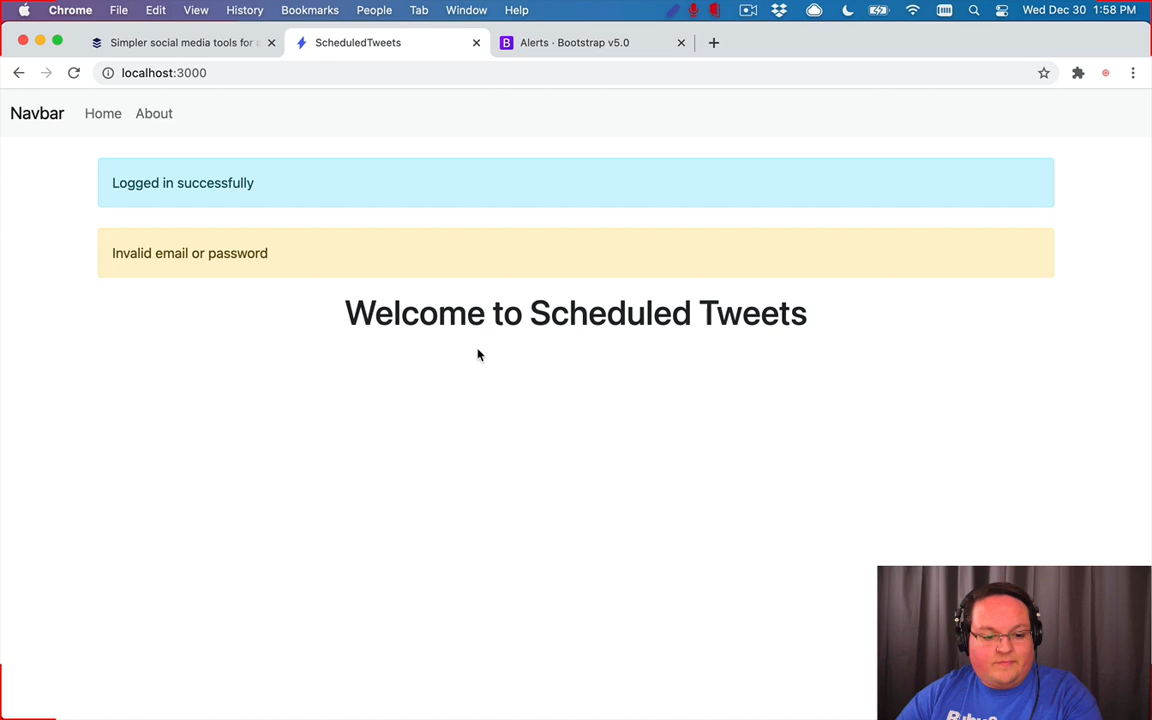 Chrome File Edit View History Bookmarks People Tab Window Help Wed Dec 30 1:58 PM
Simpler social media tools for ScheduledTweets Alerts · Bootstrap v5.0
localhost:3000
Navbar Home About
Logged in successfully
Invalid email or password
Welcome to Scheduled Tweets